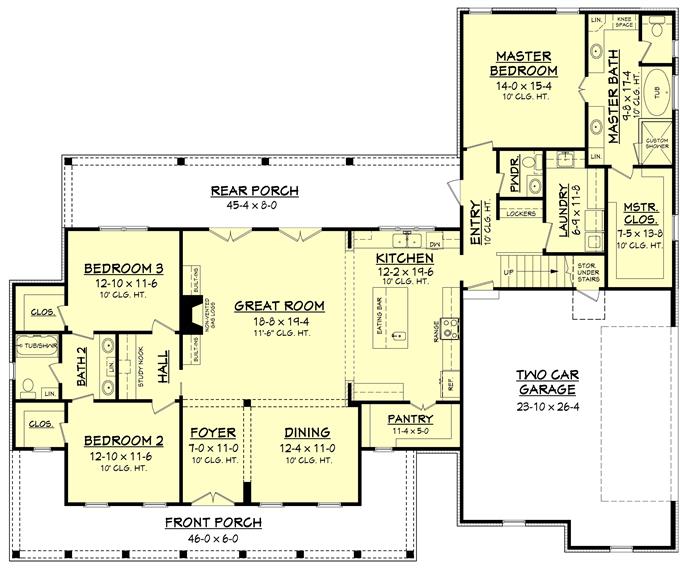 LIN.
KNEE
SPACE
MASTER
BEDROOM
14-0 x 15-4
10' CLG. HT.
MASTER BATH
9-8 x 17-4
10' CLG. HT.
TUB
CUSTOM
SHOWER
LIN.
REAR PORCH
45-4 x 8-0
ENTRY
10' CLG. HT.
PWDR.
LOCKERS
LAUNDRY
6-4 x 11-8
MSTR.
CLOS.
7-5 x 13-8
10' CLG. HT.
UP
STOR.
UNDER
STAIRS
BEDROOM 3
12-10 x 11-6
10' CLG. HT.
CLOS.
BUILT-INS
NON-VENTED
GAS LOGS
BUILT-INS
GREAT ROOM
18-8 x 19-4
11'-6" CLG. HT.
KITCHEN
12-2 x 19-6
10' CLG. HT.
DW
EATING BAR
RANGE
REF.
TUB/SHWR
LIN.
BATH 2
LIN.
STUDY NOOK
HALL
TWO CAR
GARAGE
23-10 x 26-4
CLOS.
BEDROOM 2
12-10 x 11-6
10' CLG. HT.
FOYER
7-0 x 11-0
10' CLG. HT.
DINING
12-4 x 11-0
10' CLG. HT.
PANTRY
11-4 x 5-0
FRONT PORCH
46-0 x 6-0